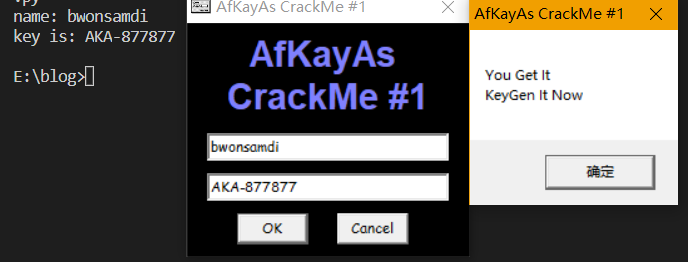 .py
name: bwonsamdi
key is: AKA-877877
E:\blog>
AfKayAs CrackMe #1
AfKayAs
CrackMe #1
bwonsamdi
AKA-877877
OK
Cancel
AfKayAs CrackMe #1
You Get It
KeyGen It Now
确定